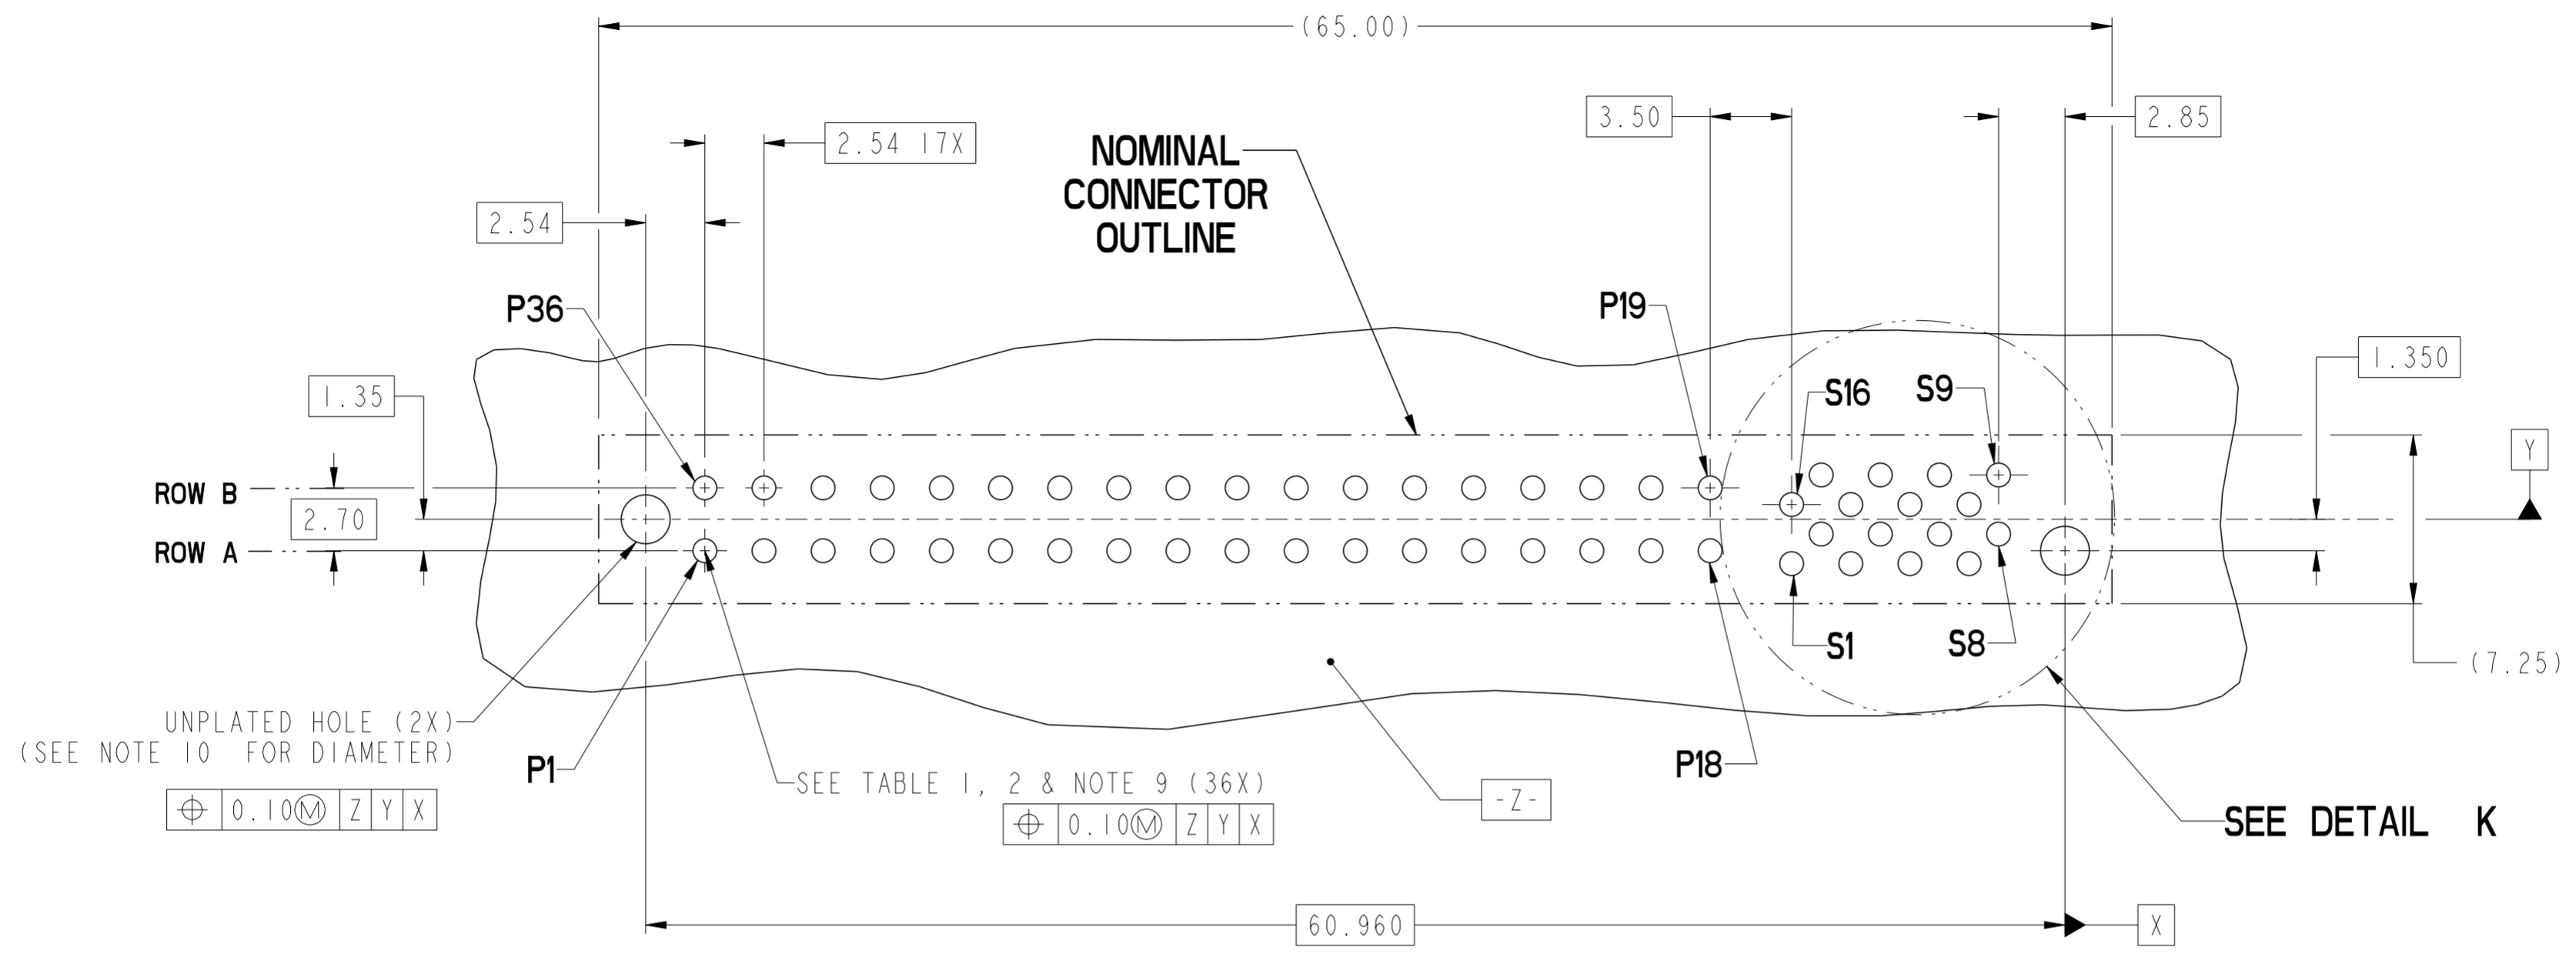 (65.00)
3.50
2.85
2.54 17X
NOMINAL
CONNECTOR
OUTLINE
2.54
P36
P19
1.350
1.35
S16
S9
Y
ROW B
2.70
ROW A
S1
S8
(7.25)
UNPLATED HOLE (2X)
(SEE NOTE 10 FOR DIAMETER)
P1
P18
SEE TABLE 1, 2 & NOTE 9 (36X)
-Z-
⌖ 0.10Ⓜ Z Y X
⌖ 0.10Ⓜ Z Y X
SEE DETAIL K
60.960
X